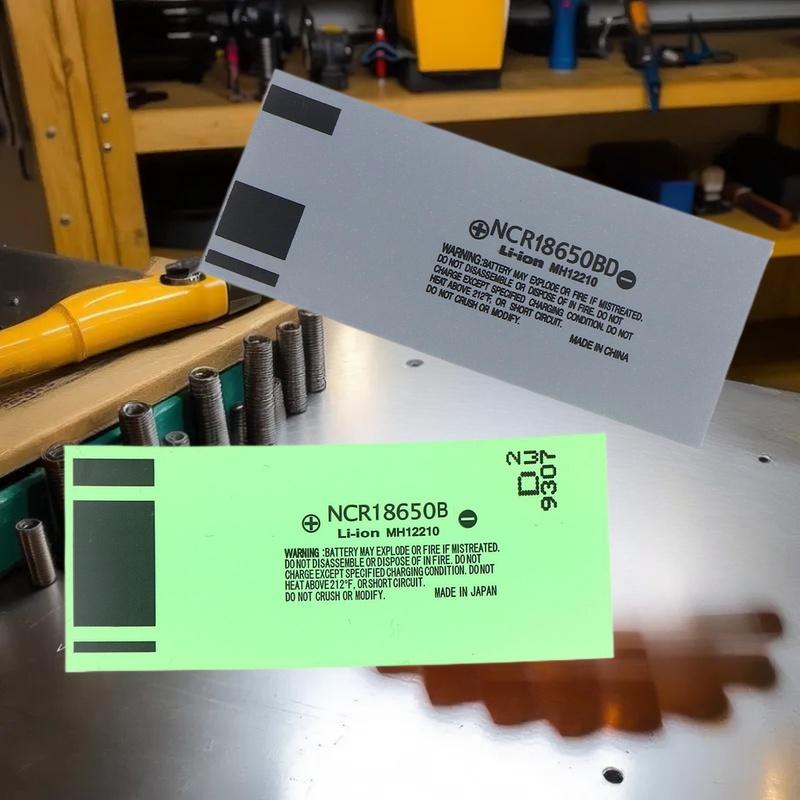 ⊕NCR18650BD⊖
Li-ion MH12210
WARNING:BATTERY MAY EXPLODE OR FIRE IF MISTREATED.
DO NOT DISASSEMBLE OR DISPOSE OF IN FIRE. DO NOT
CHARGE EXCEPT SPECIFIED CHARGING CONDITION. DO NOT
HEAT ABOVE 212°F, OR SHORT CIRCUIT.
DO NOT CRUSH OR MODIFY.
MADE IN CHINA
9307
⊕ NCR18650B ⊖
Li-ion MH12210
WARNING :BATTERY MAY EXPLODE OR FIRE IF MISTREATED.
DO NOT DISASSEMBLE OR DISPOSE OF IN FIRE. DO NOT
CHARGE EXCEPT SPECIFIED CHARGING CONDITION. DO NOT
HEAT ABOVE 212°F, OR SHORT CIRCUIT.
DO NOT CRUSH OR MODIFY. MADE IN JAPAN